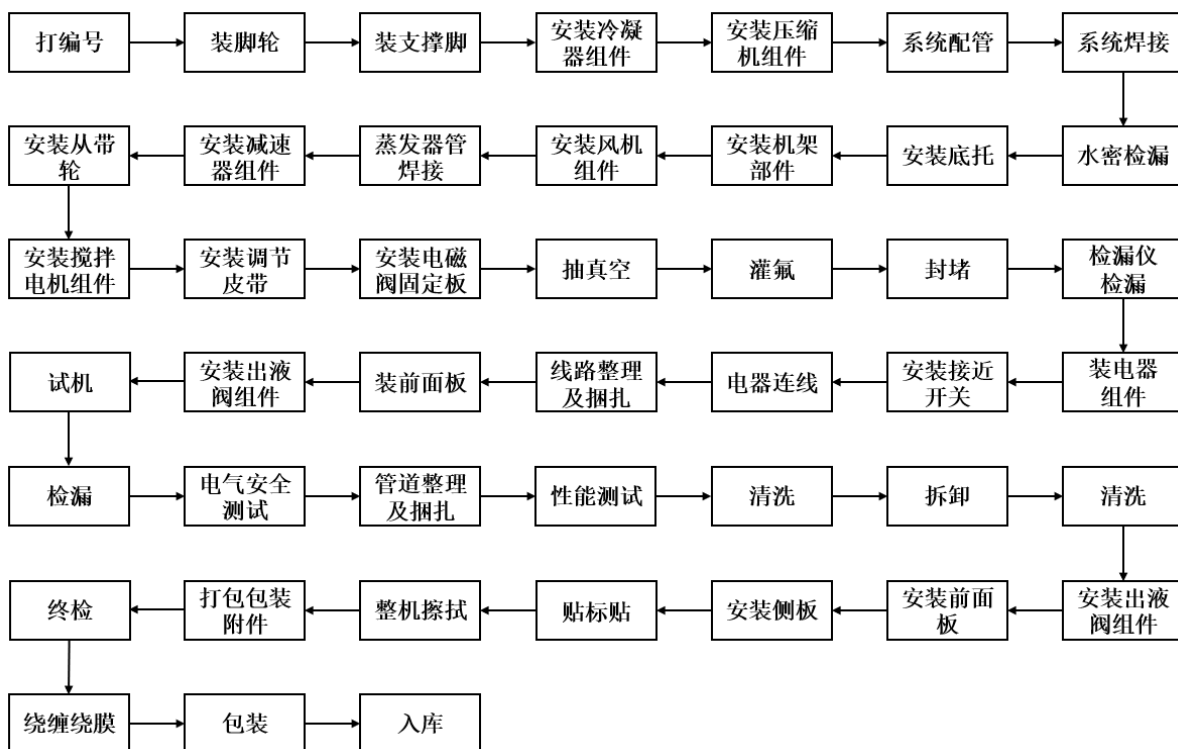 打编号
装脚轮
装支撑脚
安装冷凝
器组件
安装压缩
机组件
系统配管
系统焊接
安装从带
轮
安装减速
器组件
蒸发器管
焊接
安装风机
组件
安装机架
部件
安装底托
水密检漏
安装搅拌
电机组件
安装调节
皮带
安装电磁
阀固定板
抽真空
灌氟
封堵
检漏仪
检漏
试机
安装出液
阀组件
装前面板
线路整理
及捆扎
电器连线
安装接近
开关
装电器
组件
检漏
电气安全
测试
管道整理
及捆扎
性能测试
清洗
拆卸
清洗
终检
打包包装
附件
整机擦拭
贴标贴
安装侧板
安装前面
板
安装出液
阀组件
绕缠绕膜
包装
入库